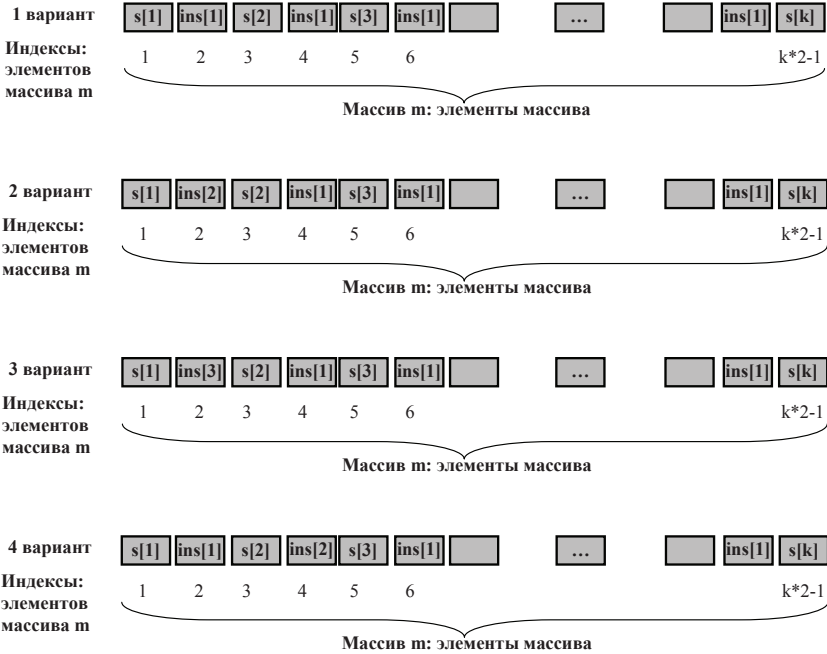 1 вариант s[1] ins[1] s[2] ins[1] s[3] ins[1] … ins[1] s[k]
Индексы: элементов массива m
1 2 3 4 5 6 k*2-1
Массив m: элементы массива
2 вариант s[1] ins[2] s[2] ins[1] s[3] ins[1] … ins[1] s[k]
Индексы: элементов массива m
1 2 3 4 5 6 k*2-1
Массив m: элементы массива
3 вариант s[1] ins[3] s[2] ins[1] s[3] ins[1] … ins[1] s[k]
Индексы: элементов массива m
1 2 3 4 5 6 k*2-1
Массив m: элементы массива
4 вариант s[1] ins[1] s[2] ins[2] s[3] ins[1] … ins[1] s[k]
Индексы: элементов массива m
1 2 3 4 5 6 k*2-1
Массив m: элементы массива